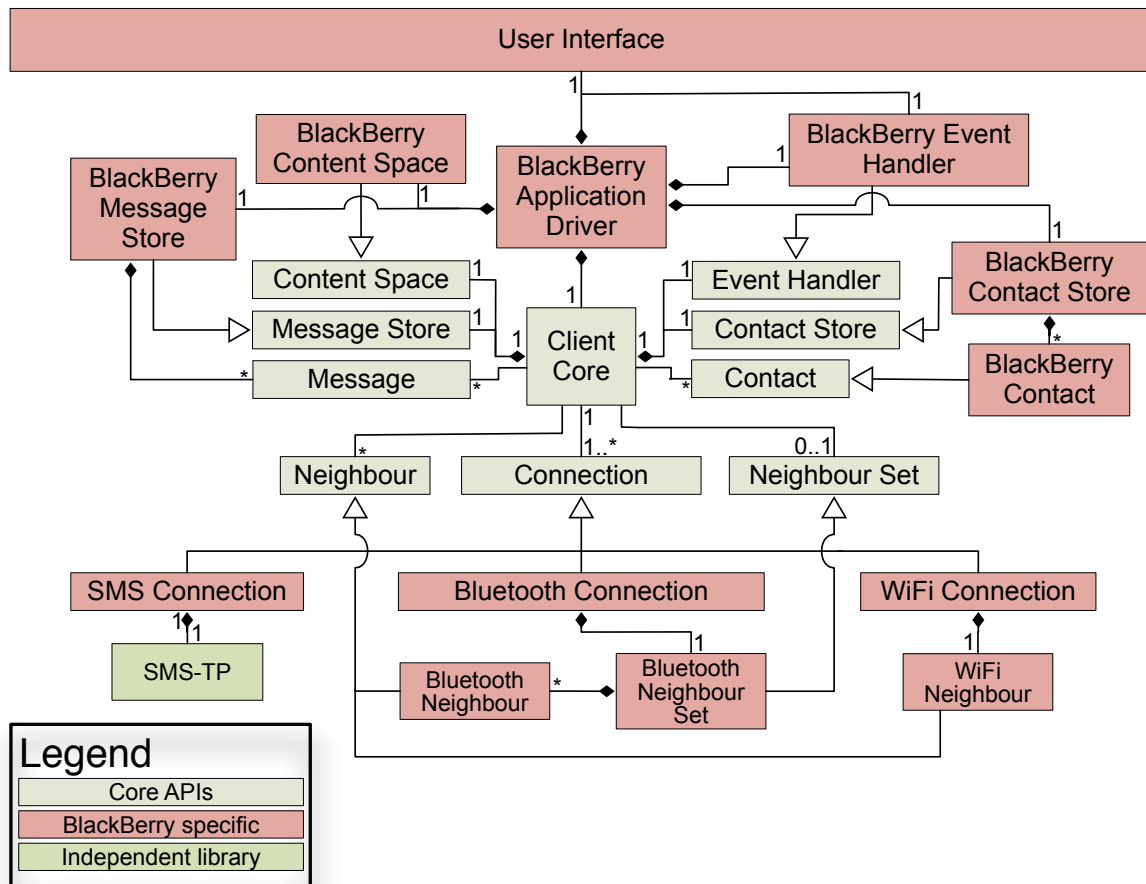 User Interface
1
1
BlackBerry
Content Space
BlackBerry Event
Handler
BlackBerry
Message
Store
BlackBerry
Application
Driver
1
1
1
1
BlackBerry
Contact Store
Content Space
1
1
1
Event Handler
Message Store
1
1
Client
Core
1
1
Contact Store
*
Message
*
*
Contact
*
BlackBerry
Contact
1
*
1..*
0..1
Neighbour
Connection
Neighbour Set
SMS Connection
Bluetooth Connection
WiFi Connection
1
1
1
1
SMS-TP
Bluetooth
Neighbour
*
Bluetooth
Neighbour
Set
WiFi
Neighbour
Legend
Core APIs
BlackBerry specific
Independent library